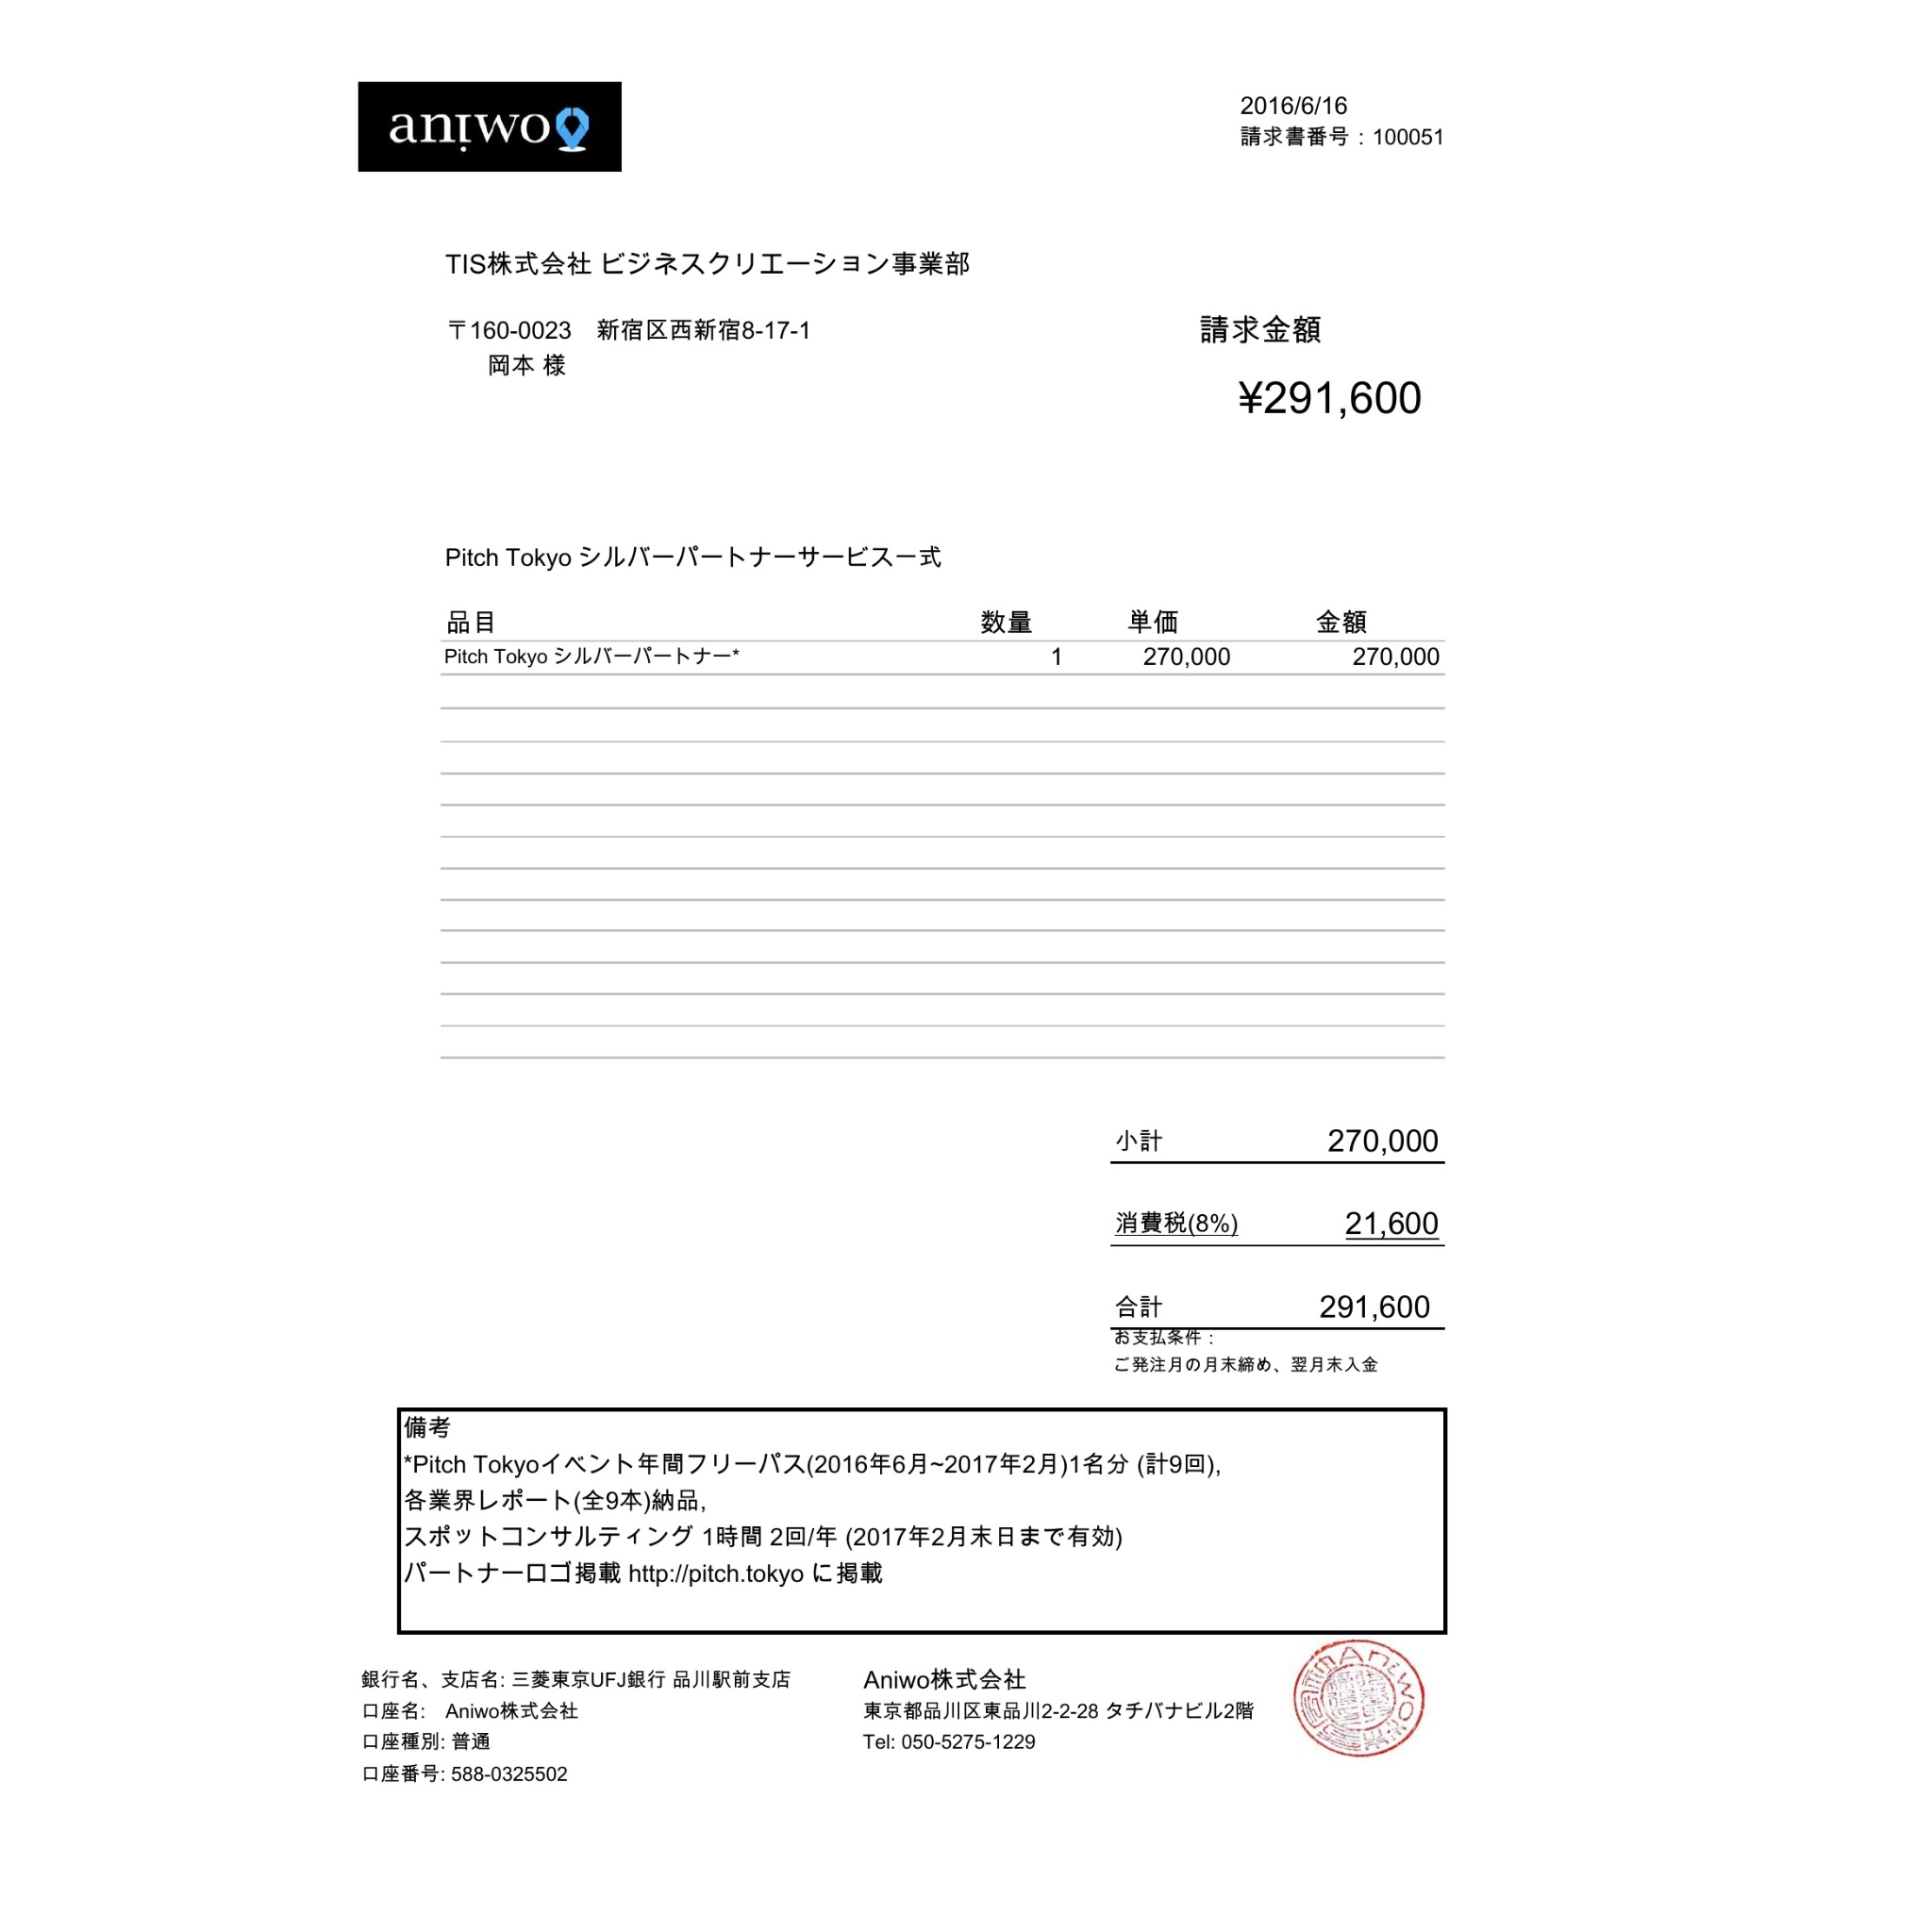 aniwo
2016/6/16
請求書番号：100051
TIS株式会社 ビジネスクリエーション事業部
〒160-0023　新宿区西新宿8-17-1
岡本 様
請求金額
¥291,600
Pitch Tokyo シルバーパートナーサービス一式
品目 数量 単価 金額
Pitch Tokyo シルバーパートナー* 1 270,000 270,000
小計 270,000
消費税(8%) 21,600
合計 291,600
お支払条件：
ご発注月の月末締め、翌月末入金
備考
*Pitch Tokyoイベント年間フリーパス(2016年6月~2017年2月)1名分 (計9回),
各業界レポート(全9本)納品,
スポットコンサルティング 1時間 2回/年 (2017年2月末日まで有効)
パートナーロゴ掲載 http://pitch.tokyo に掲載
銀行名、支店名: 三菱東京UFJ銀行 品川駅前支店
口座名:　Aniwo株式会社
口座種別: 普通
口座番号: 588-0325502
Aniwo株式会社
東京都品川区東品川2-2-28 タチバナビル2階
Tel: 050-5275-1229
Aniwo